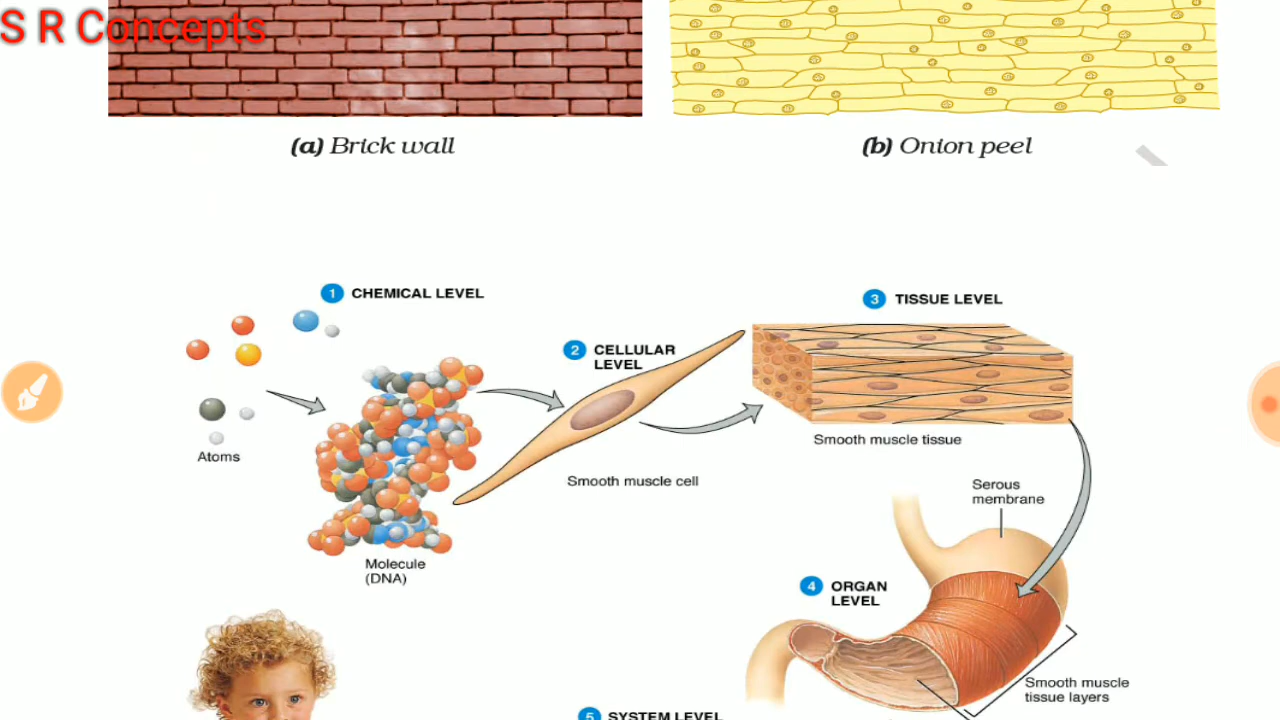 S R Concepts
(a) Brick wall
(b) Onion peel
1 CHEMICAL LEVEL
3 TISSUE LEVEL
2 CELLULAR
LEVEL
Atoms
Smooth muscle tissue
Smooth muscle cell
Serous
membrane
Molecule
(DNA)
4 ORGAN
LEVEL
Smooth muscle
tissue layers
5 SYSTEM LEVEL